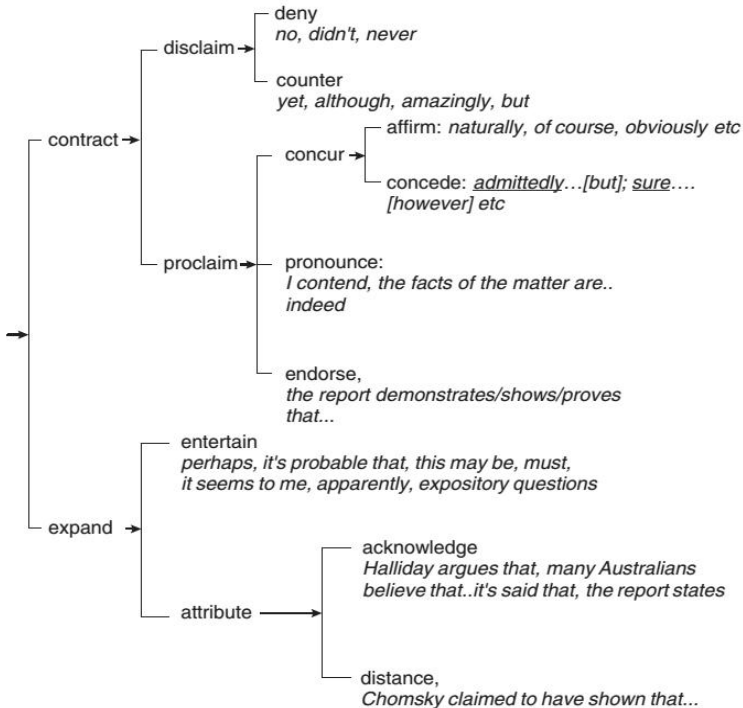 deny
no, didn't, never
disclaim
counter
yet, although, amazingly, but
contract
affirm: naturally, of course, obviously etc
concur
concede: admittedly…[but]; sure….
[however] etc
proclaim
pronounce:
I contend, the facts of the matter are..
indeed
endorse,
the report demonstrates/shows/proves
that...
entertain
perhaps, it's probable that, this may be, must,
it seems to me, apparently, expository questions
expand
acknowledge
Halliday argues that, many Australians
believe that..it's said that, the report states
attribute
distance,
Chomsky claimed to have shown that...